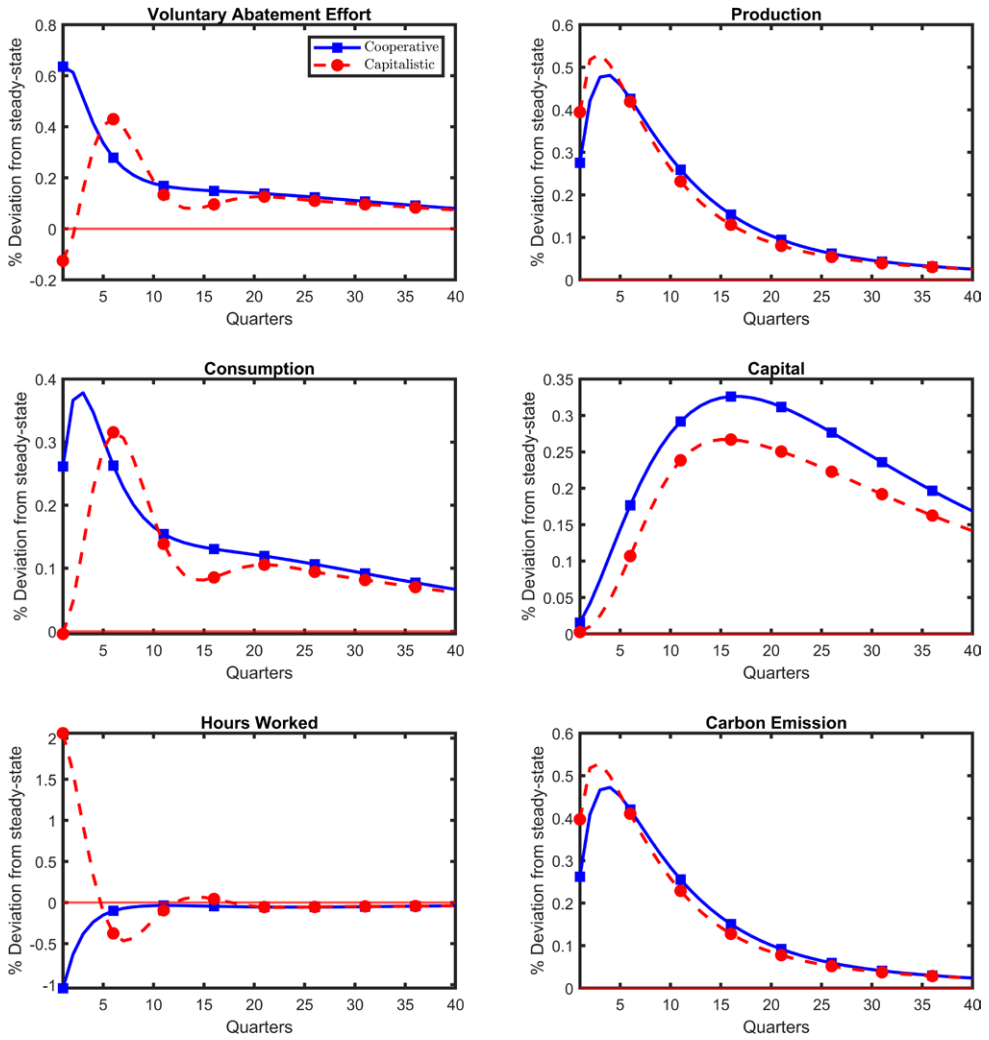 Voluntary Abatement Effort
% Deviation from steady-state
0.8
0.6
0.4
0.2
0
-0.2
Cooperative
Capitalistic
5 10 15 20 25 30 35 40
Quarters
Production
% Deviation from steady-state
0.6
0.5
0.4
0.3
0.2
0.1
0
5 10 15 20 25 30 35 40
Quarters
Consumption
% Deviation from steady-state
0.4
0.3
0.2
0.1
0
5 10 15 20 25 30 35 40
Quarters
Capital
% Deviation from steady-state
0.35
0.3
0.25
0.2
0.15
0.1
0.05
0
5 10 15 20 25 30 35 40
Quarters
Hours Worked
% Deviation from steady-state
2
1.5
1
0.5
0
-0.5
-1
5 10 15 20 25 30 35 40
Quarters
Carbon Emission
% Deviation from steady-state
0.6
0.5
0.4
0.3
0.2
0.1
0
5 10 15 20 25 30 35 40
Quarters